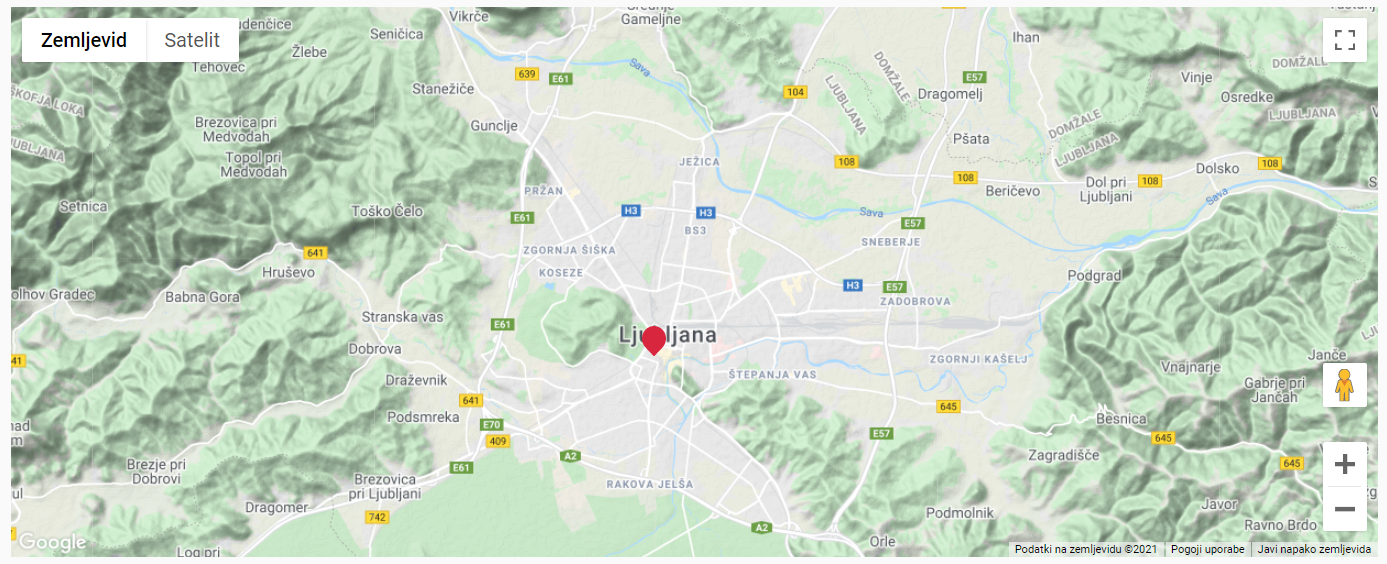 Zemljevid
Satelit
Vikrče
Gameljne
Seničica
Ihan
Žlebe
Tehovec
639
E61
Sava
DOMŽALE
E57
DOMŽALE
Vinje
Stanežiče
104
LJUBLJANA
Dragomelj
Osredke
ŠKOFJA LOKA
Brezovica pri
Medvodah
Gunclje
DOMŽALE
LJUBLJANA
LJUBLJANA
LJUBLJANA
Pšata
Topol pri
Medvodah
JEŽICA
108
108
108
108
Dolsko
PRŽAN
Beričevo
Dol pri
Ljubljani
Sava
Setnica
Toško Čelo
E61
H3
H3
Sava
E57
BS3
SNEBERJE
641
ZGORNJA ŠIŠKA
Hruševo
KOSEZE
Podgrad
H3
E57
Babna Gora
ZADOBROVA
Stranska vas
E61
Ljubljana
Dobrova
ZGORNJI KAŠELJ
Janče
41
ŠTEPANJA VAS
Vnajnarje
Draževnik
Gabrje pri
Jančah
641
645
Podsmreka
E70
Besnica
409
E57
645
A2
Zagradišče
645
Brezje pri
Dobrovi
E61
Brezovica
pri Ljubljani
RAKOVA JELŠA
Javor
Dragomer
742
Podmolnik
A2
Ravno Brdo
Orle
Log pri
Google
Podatki na zemljevidu ©2021
Pogoji uporabe
Javi napako zemljevida